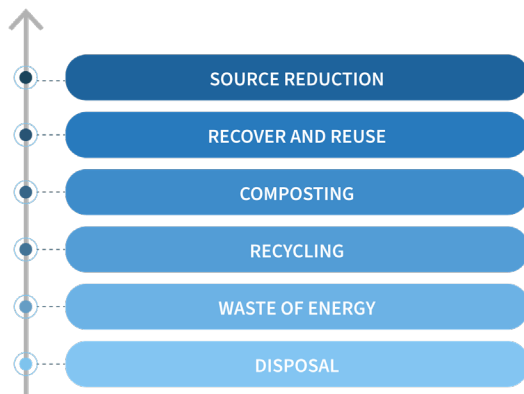 SOURCE REDUCTION
RECOVER AND REUSE
COMPOSTING
RECYCLING
WASTE OF ENERGY
DISPOSAL